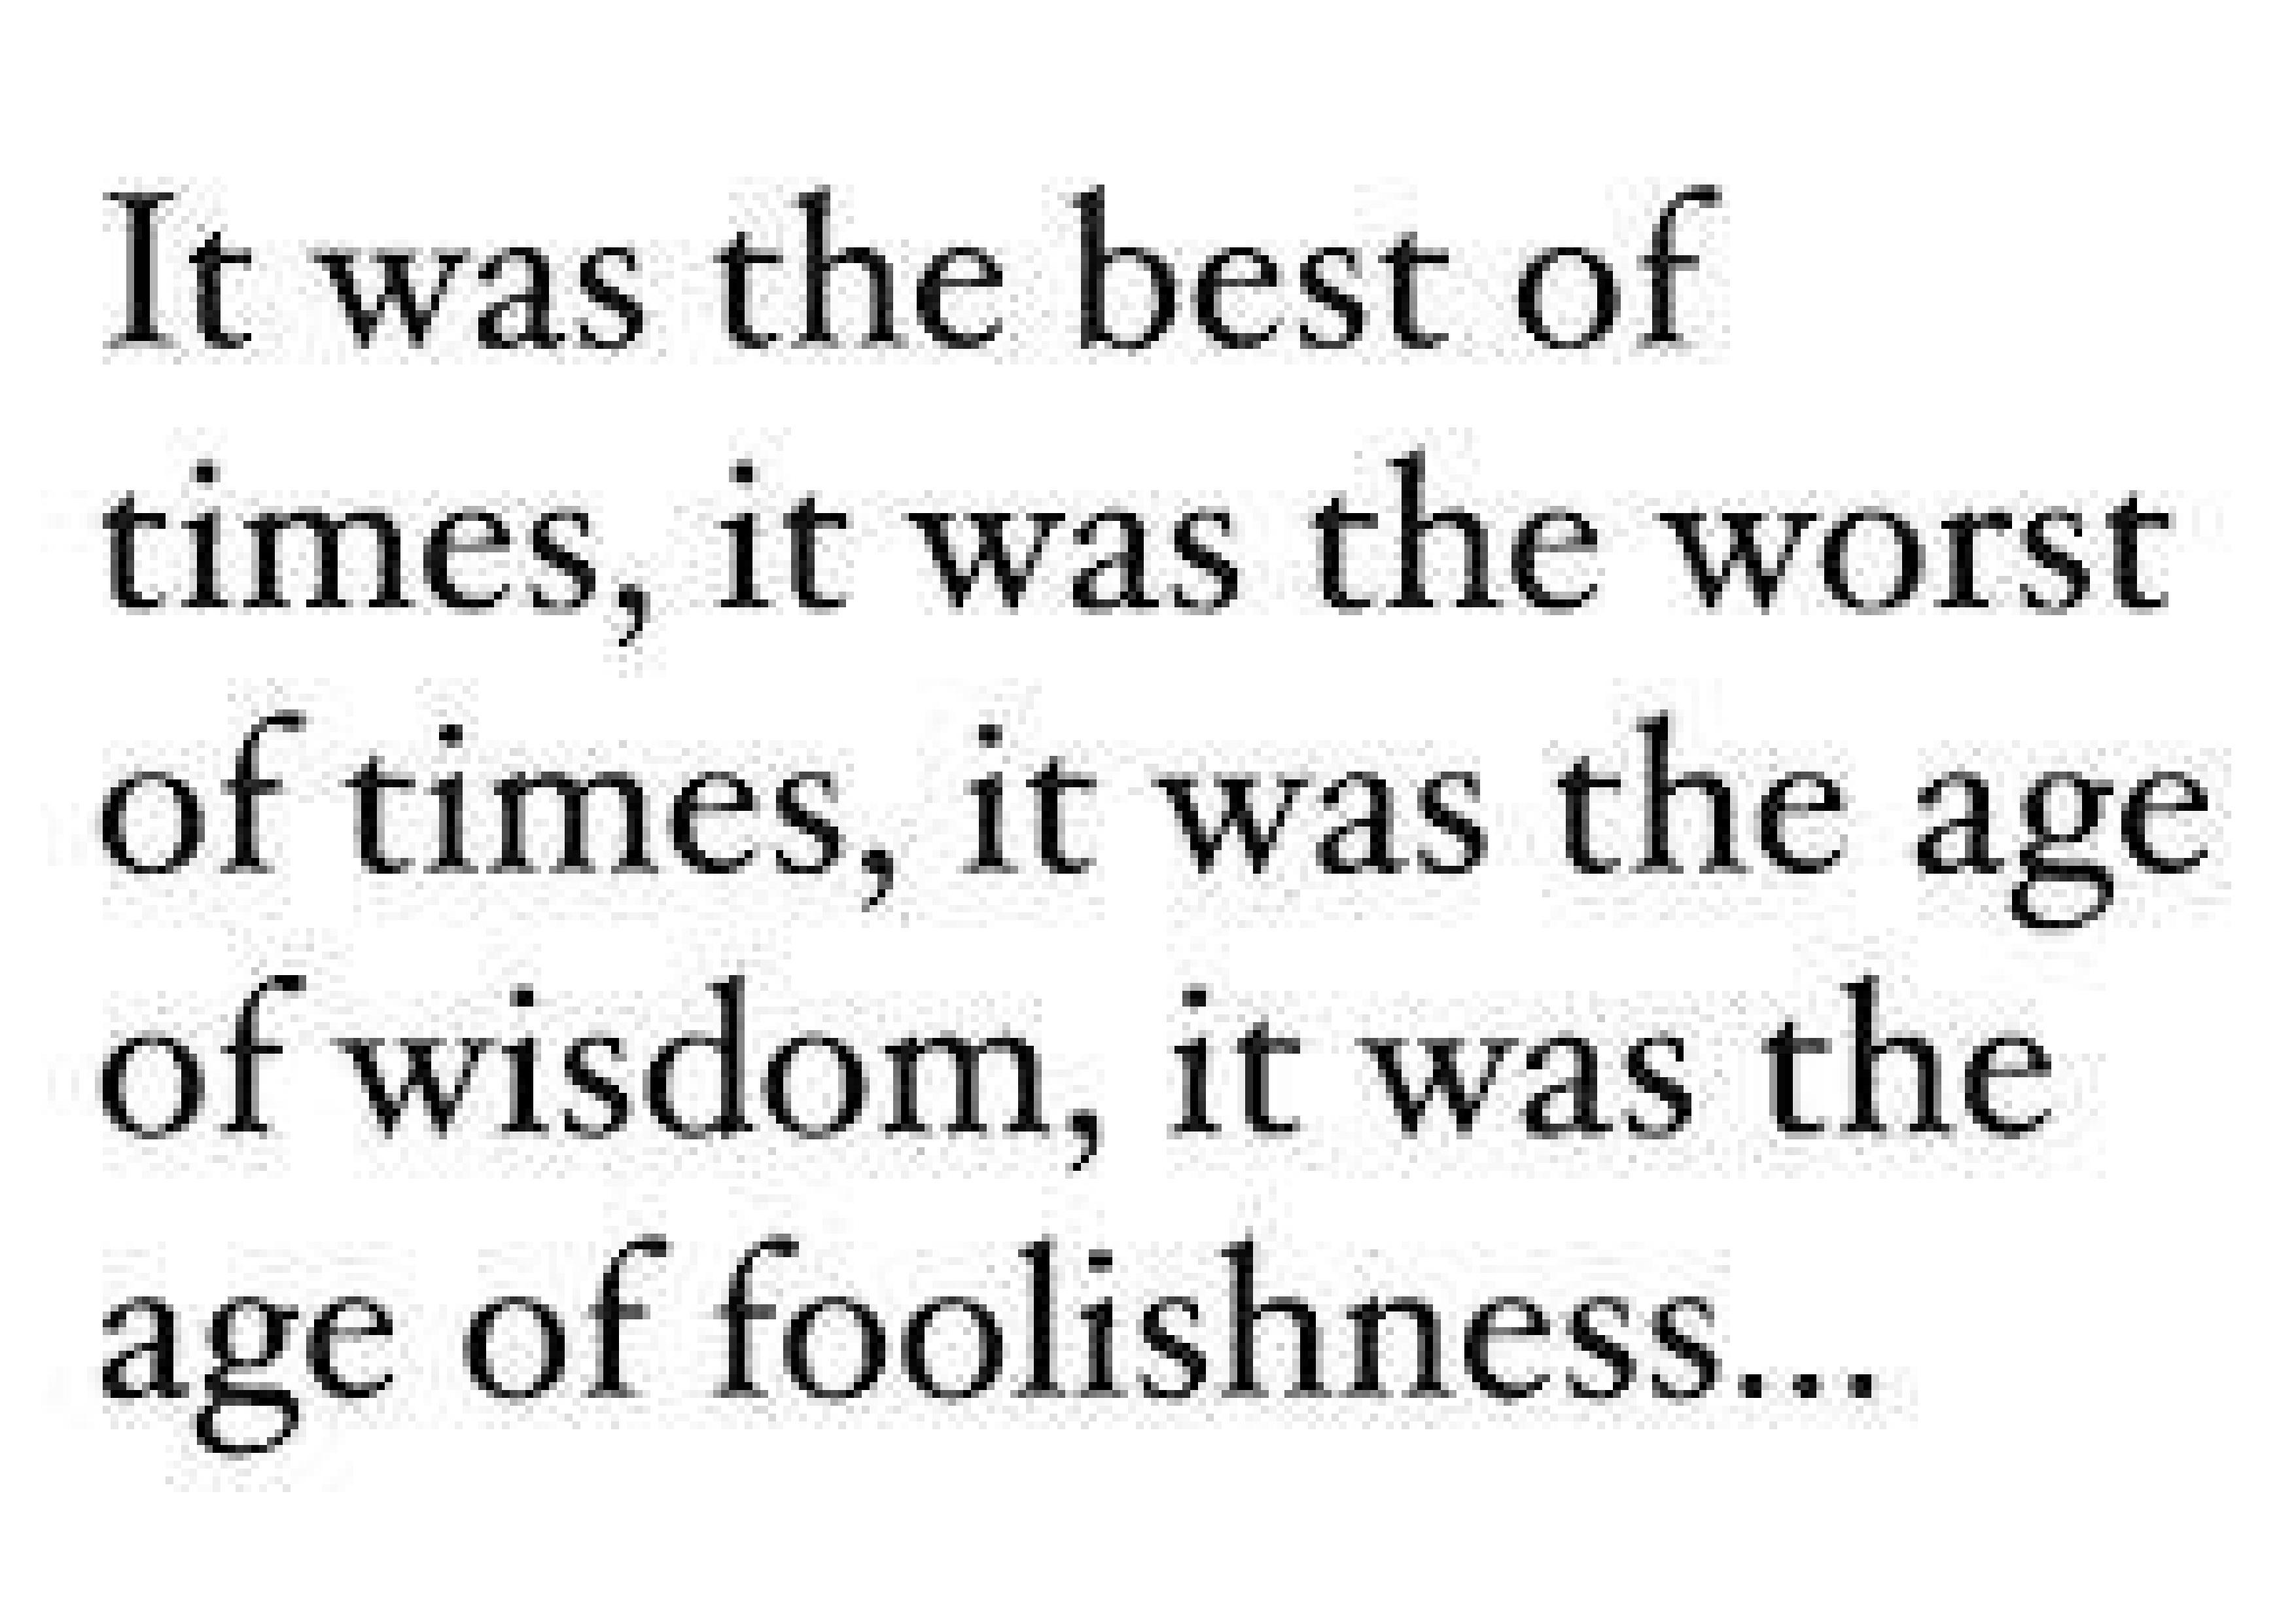 It was the best of
times, it was the worst
of times, it was the age
of wisdom, it was the
age of foolishness...